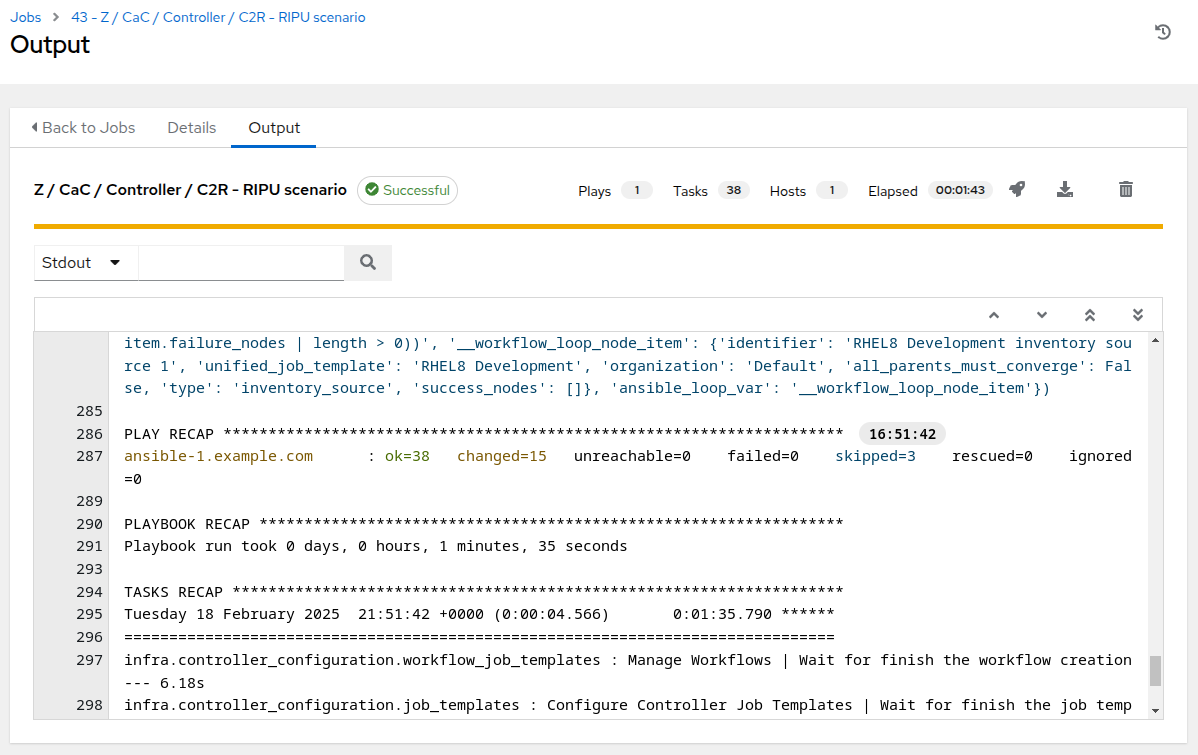 Jobs > 43 - Z / CaC / Controller / C2R - RIPU scenario
Output
Back to Jobs Details Output
Z / CaC / Controller / C2R - RIPU scenario Successful Plays 1 Tasks 38 Hosts 1 Elapsed 00:01:43
Stdout
item.failure_nodes | length > 0))', '__workflow_loop_node_item': {'identifier': 'RHEL8 Development inventory sou
rce 1', 'unified_job_template': 'RHEL8 Development', 'organization': 'Default', 'all_parents_must_converge': Fal
se, 'type': 'inventory_source', 'success_nodes': []}, 'ansible_loop_var': '__workflow_loop_node_item'})
285
286 PLAY RECAP ********************************************************************* 16:51:42
287 ansible-1.example.com : ok=38 changed=15 unreachable=0 failed=0 skipped=3 rescued=0 ignored
=0
289
290 PLAYBOOK RECAP *****************************************************************
291 Playbook run took 0 days, 0 hours, 1 minutes, 35 seconds
293
294 TASKS RECAP ********************************************************************
295 Tuesday 18 February 2025 21:51:42 +0000 (0:00:04.566) 0:01:35.790 ******
296 ===============================================================================
297 infra.controller_configuration.workflow_job_templates : Manage Workflows | Wait for finish the workflow creation
--- 6.18s
298 infra.controller_configuration.job_templates : Configure Controller Job Templates | Wait for finish the job temp